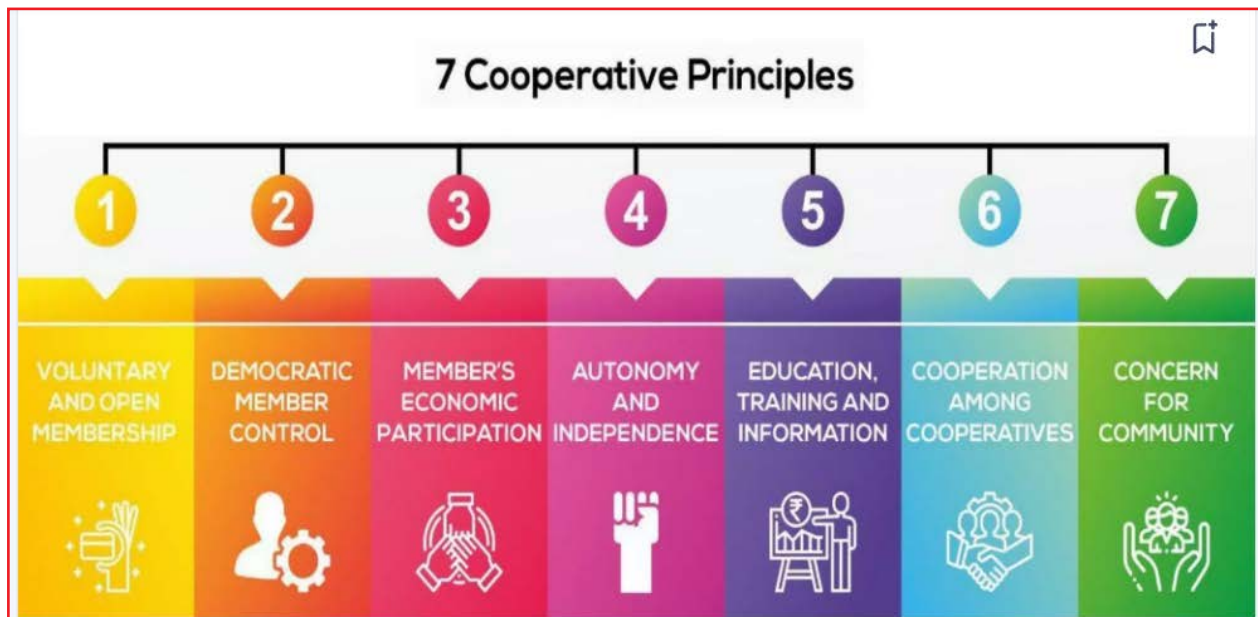 7 Cooperative Principles
1
2
3
4
5
6
7
VOLUNTARY
AND OPEN
MEMBERSHIP
DEMOCRATIC
MEMBER
CONTROL
MEMBER'S
ECONOMIC
PARTICIPATION
AUTONOMY
AND
INDEPENDENCE
EDUCATION,
TRAINING AND
INFORMATION
COOPERATION
AMONG
COOPERATIVES
CONCERN
FOR
COMMUNITY
₹